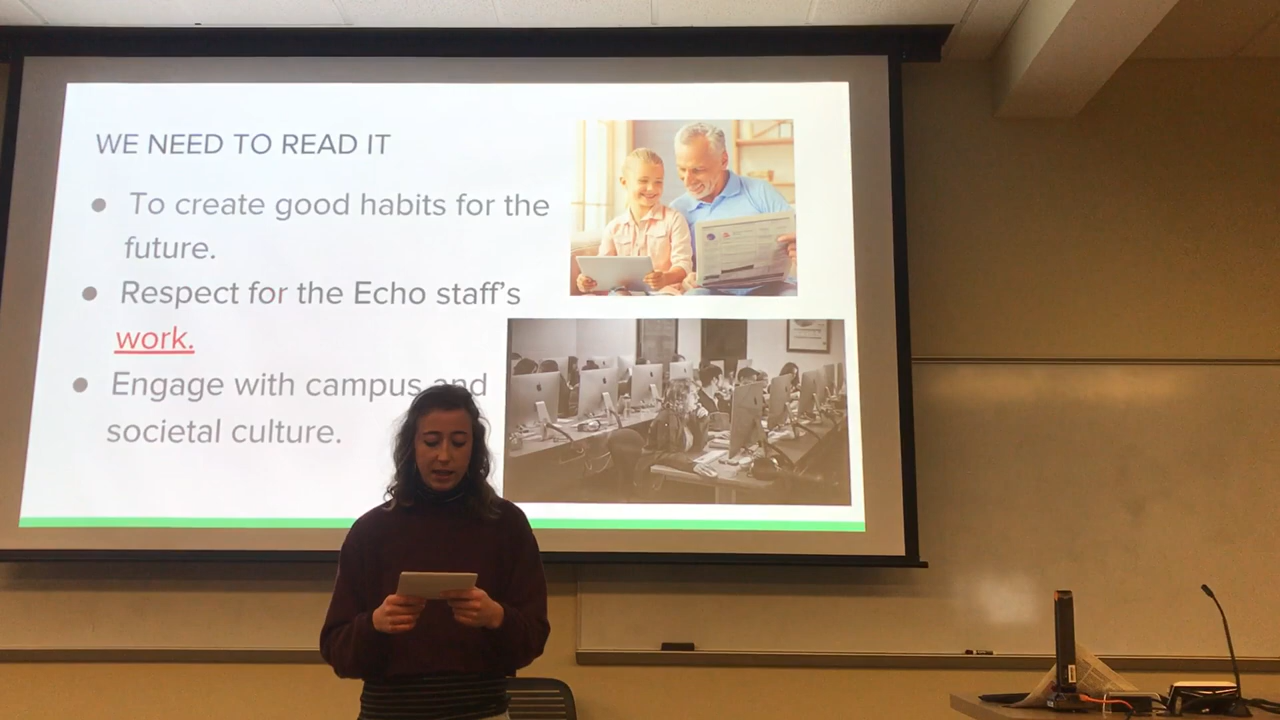 WE NEED TO READ IT
● To create good habits for the
future.
● Respect for the Echo staff's
work.
● Engage with campus and
societal culture.